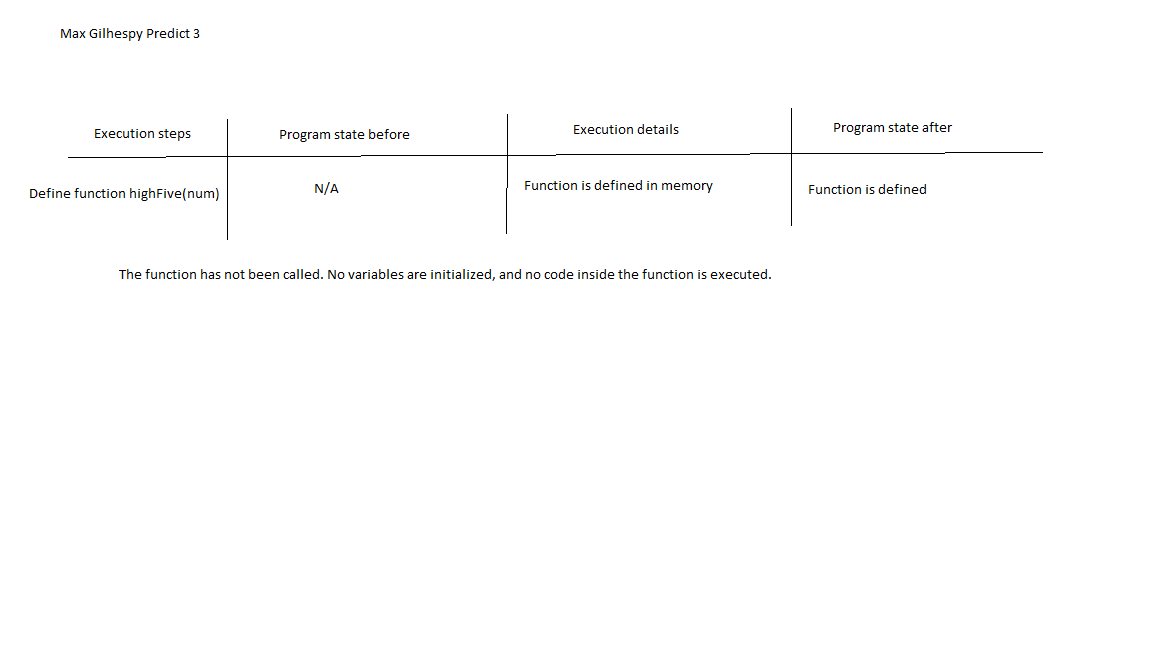 Max Gilhespy Predict 3
Execution steps Program state before Execution details Program state after
Define function highFive(num) N/A Function is defined in memory Function is defined
The function has not been called. No variables are initialized, and no code inside the function is executed.